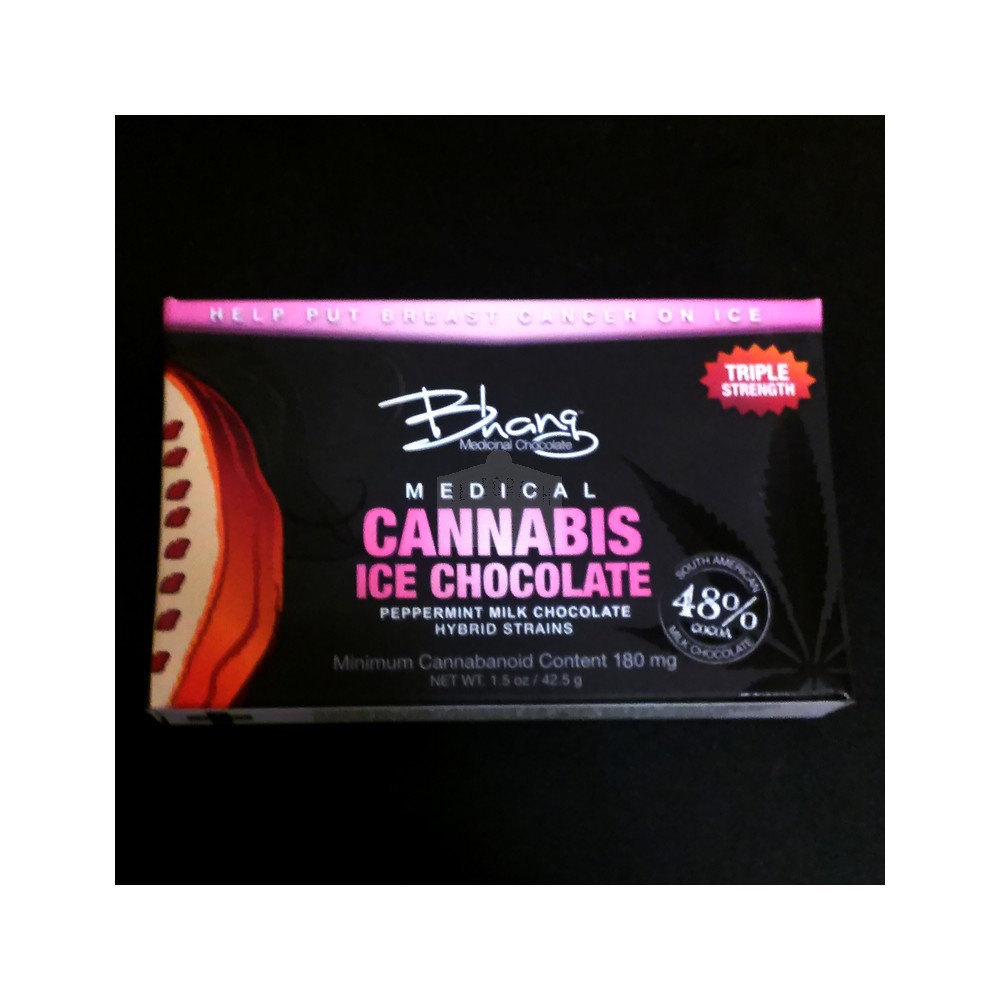 HELP PUT BREAST CANCER ON ICE
TRIPLE
STRENGTH
Bhang
Medicinal Chocolate
MEDICAL
CANNABIS
ICE CHOCOLATE
PEPPERMINT MILK CHOCOLATE
HYBRID STRAINS
SOUTH AMERICAN
48%
COCOA
MILK CHOCOLATE
Minimum Cannabanoid Content 180 mg
NET WT. 1.5 oz / 42.5 g